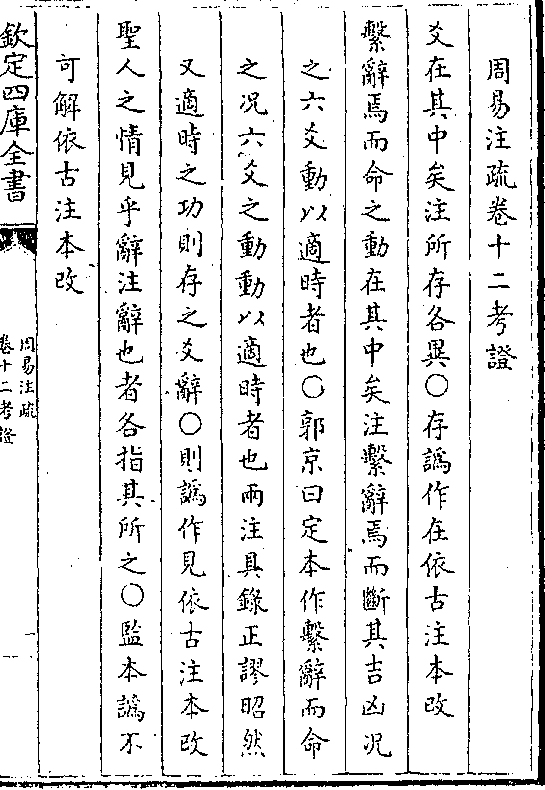 周易注疏卷十二考證
爻在其中矣注所存各異○存譌作在依古注本改
繫辭焉而命之動在其中矣注繫辭焉而斷其吉凶况
之六爻動以適時者也○郭京曰定本作繫辭而命
之况六爻之動動以適時者也兩注具錄正謬昭然
又適時之功則存之爻辭○則譌作見依古注本改
聖人之情見乎辭注辭也者各指其所之○監本譌不
可解依古注本改
欽定四庫全書
周易注疏
卷十二考證
一